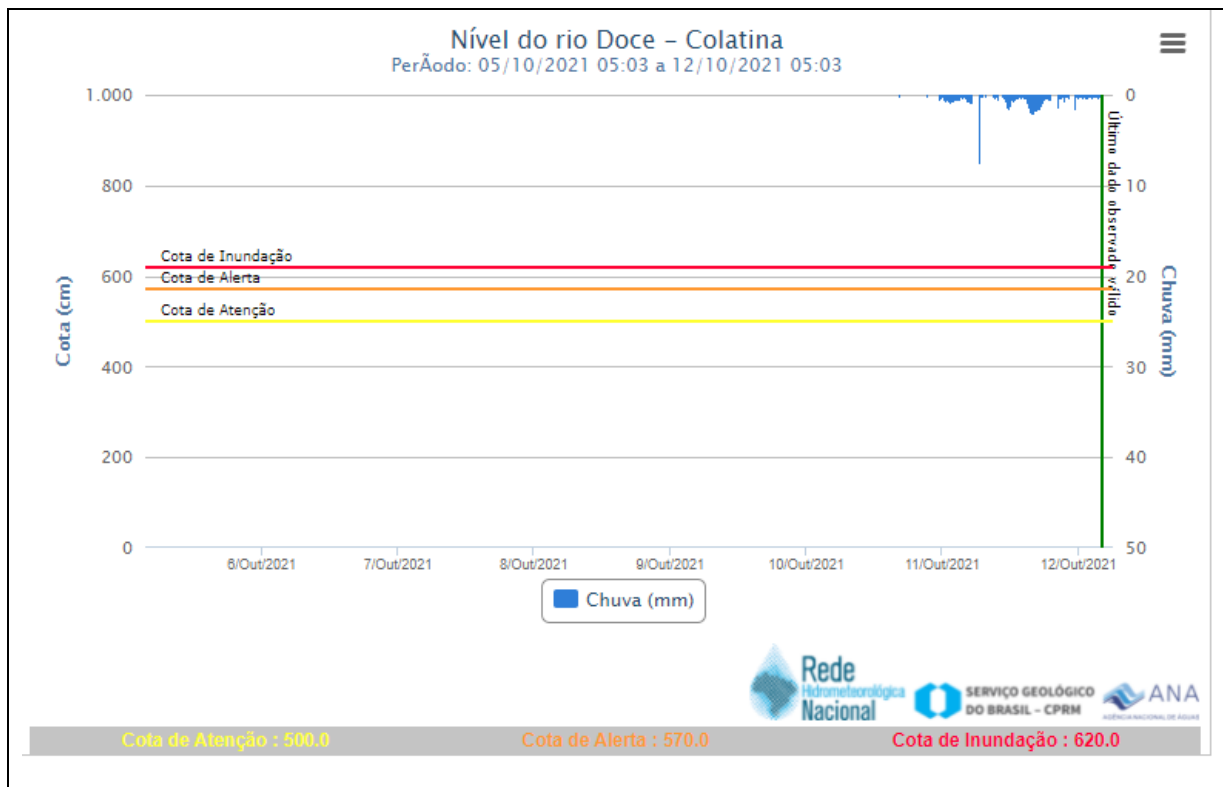 Nível do rio Doce – Colatina
PerÃodo: 05/10/2021 05:03 a 12/10/2021 05:03
1.000
800
600
400
200
0
Cota (cm)
Cota de Inundação
Cota de Alerta
Cota de Atenção
Último dado observado válido
0
10
20
30
40
50
Chuva (mm)
6/Out/2021 7/Out/2021 8/Out/2021 9/Out/2021 10/Out/2021 11/Out/2021 12/Out/2021
Chuva (mm)
Rede
Hidrometeorológica
Nacional
SERVIÇO GEOLÓGICO
DO BRASIL – CPRM
ANA
AGÊNCIA NACIONAL DE ÁGUAS
Cota de Atenção : 500.0 Cota de Alerta : 570.0 Cota de Inundação : 620.0